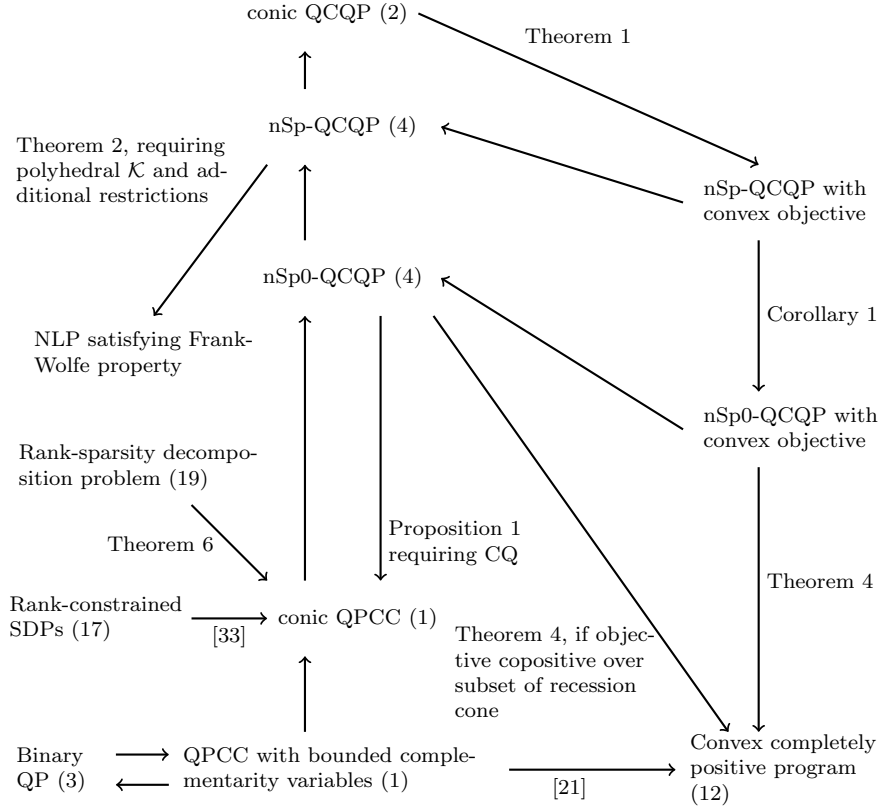 conic QCQP (2)
Theorem 1
nSp-QCQP (4)
Theorem 2, requiring
polyhedral 𝒦 and ad-
ditional restrictions
nSp-QCQP with
convex objective
nSp0-QCQP (4)
Corollary 1
NLP satisfying Frank-
Wolfe property
nSp0-QCQP with
convex objective
Rank-sparsity decompo-
sition problem (19)
Theorem 6
Proposition 1
requiring CQ
Theorem 4
Rank-constrained
SDPs (17)
[33]
conic QPCC (1)
Theorem 4, if objec-
tive copositive over
subset of recession
cone
Binary
QP (3)
QPCC with bounded comple-
mentarity variables (1)
[21]
Convex completely
positive program
(12)